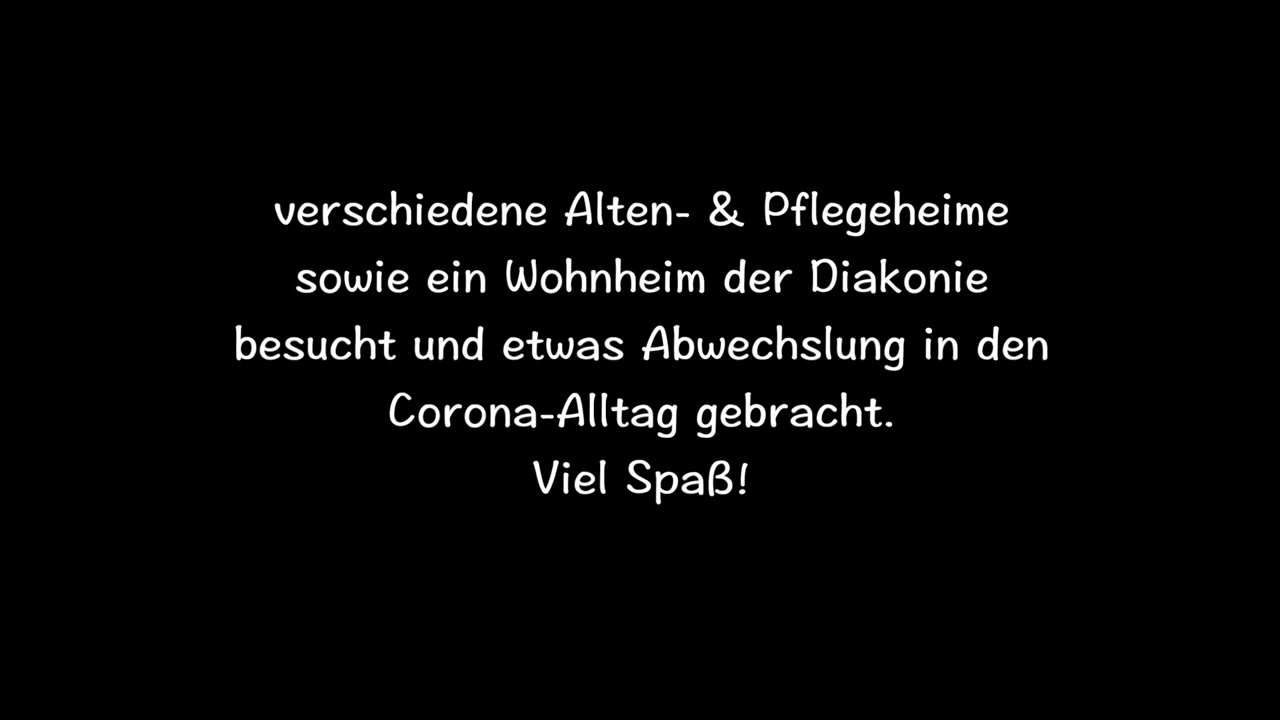 verschiedene Alten- & Pflegeheime
sowie ein Wohnheim der Diakonie
besucht und etwas Abwechslung in den
Corona-Alltag gebracht.
Viel Spaß!